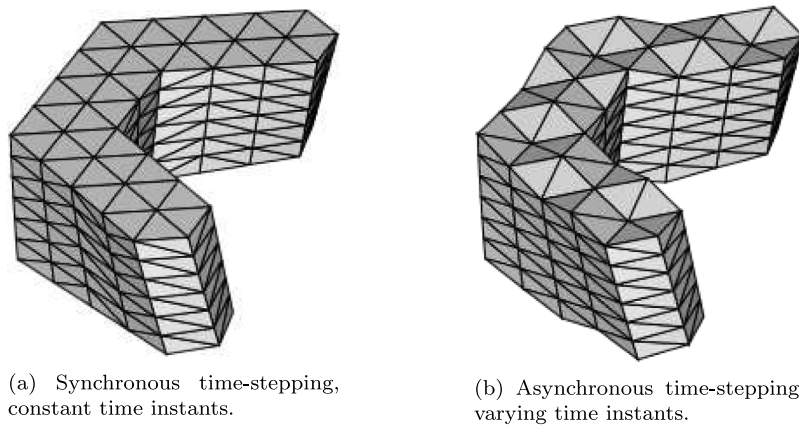 (a) Synchronous time-stepping,
constant time instants.
(b) Asynchronous time-stepping
varying time instants.